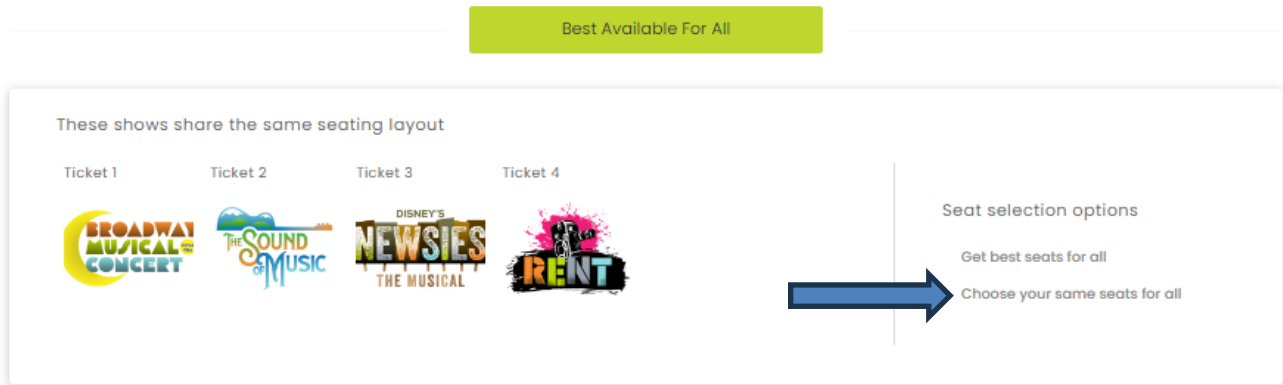 Best Available For All
These shows share the same seating layout
Ticket 1
Ticket 2
Ticket 3
Ticket 4
BROADWAY
MUSICAL
CONCERT
THE SOUND
OF MUSIC
DISNEY'S
NEWSIES
THE MUSICAL
RENT
Seat selection options
Get best seats for all
Choose your same seats for all